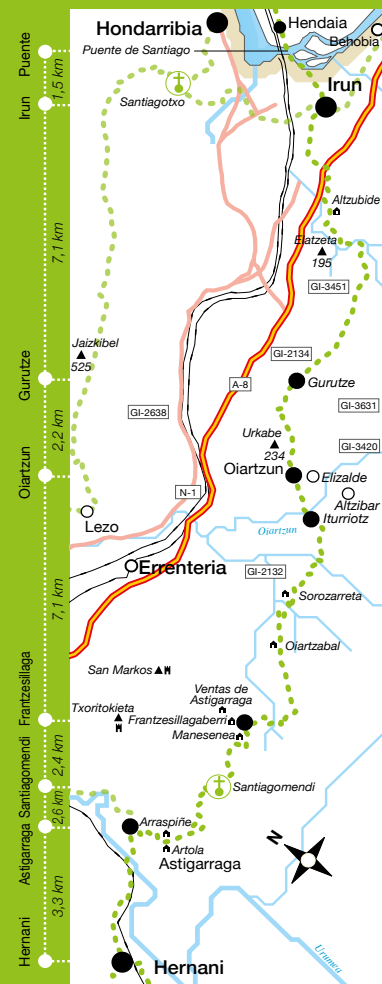 Puente
1,5 km
Irun
7,1 km
Gurutze
2,2
Oiartzun
7,1 km
Frantzesillaga
2,4
Santiagomendi
2,6 km
Astigarraga
3,3 km
Hernani
Hondarribia
Hendaia
Puente de Santiago
Behobia
Santiagotxo
Irun
Altzubide
Elatzeta
195
GI-3451
Jaizkibel
525
GI-2134
A-8
Gurutze
GI-2638
GI-3631
Urkabe
234
GI-3420
Oiartzun
Elizalde
N-1
Altzibar
Lezo
Iturriotz
Oiartzun
Errenteria
GI-2132
Sorozarreta
Oiartzabal
San Markos
Ventas de
Astigarraga
Txoritokieta
Frantzesillagaberri
Manesenea
Santiagomendi
Arraspiñe
N
Artola
Astigarraga
Hernani
Urumea